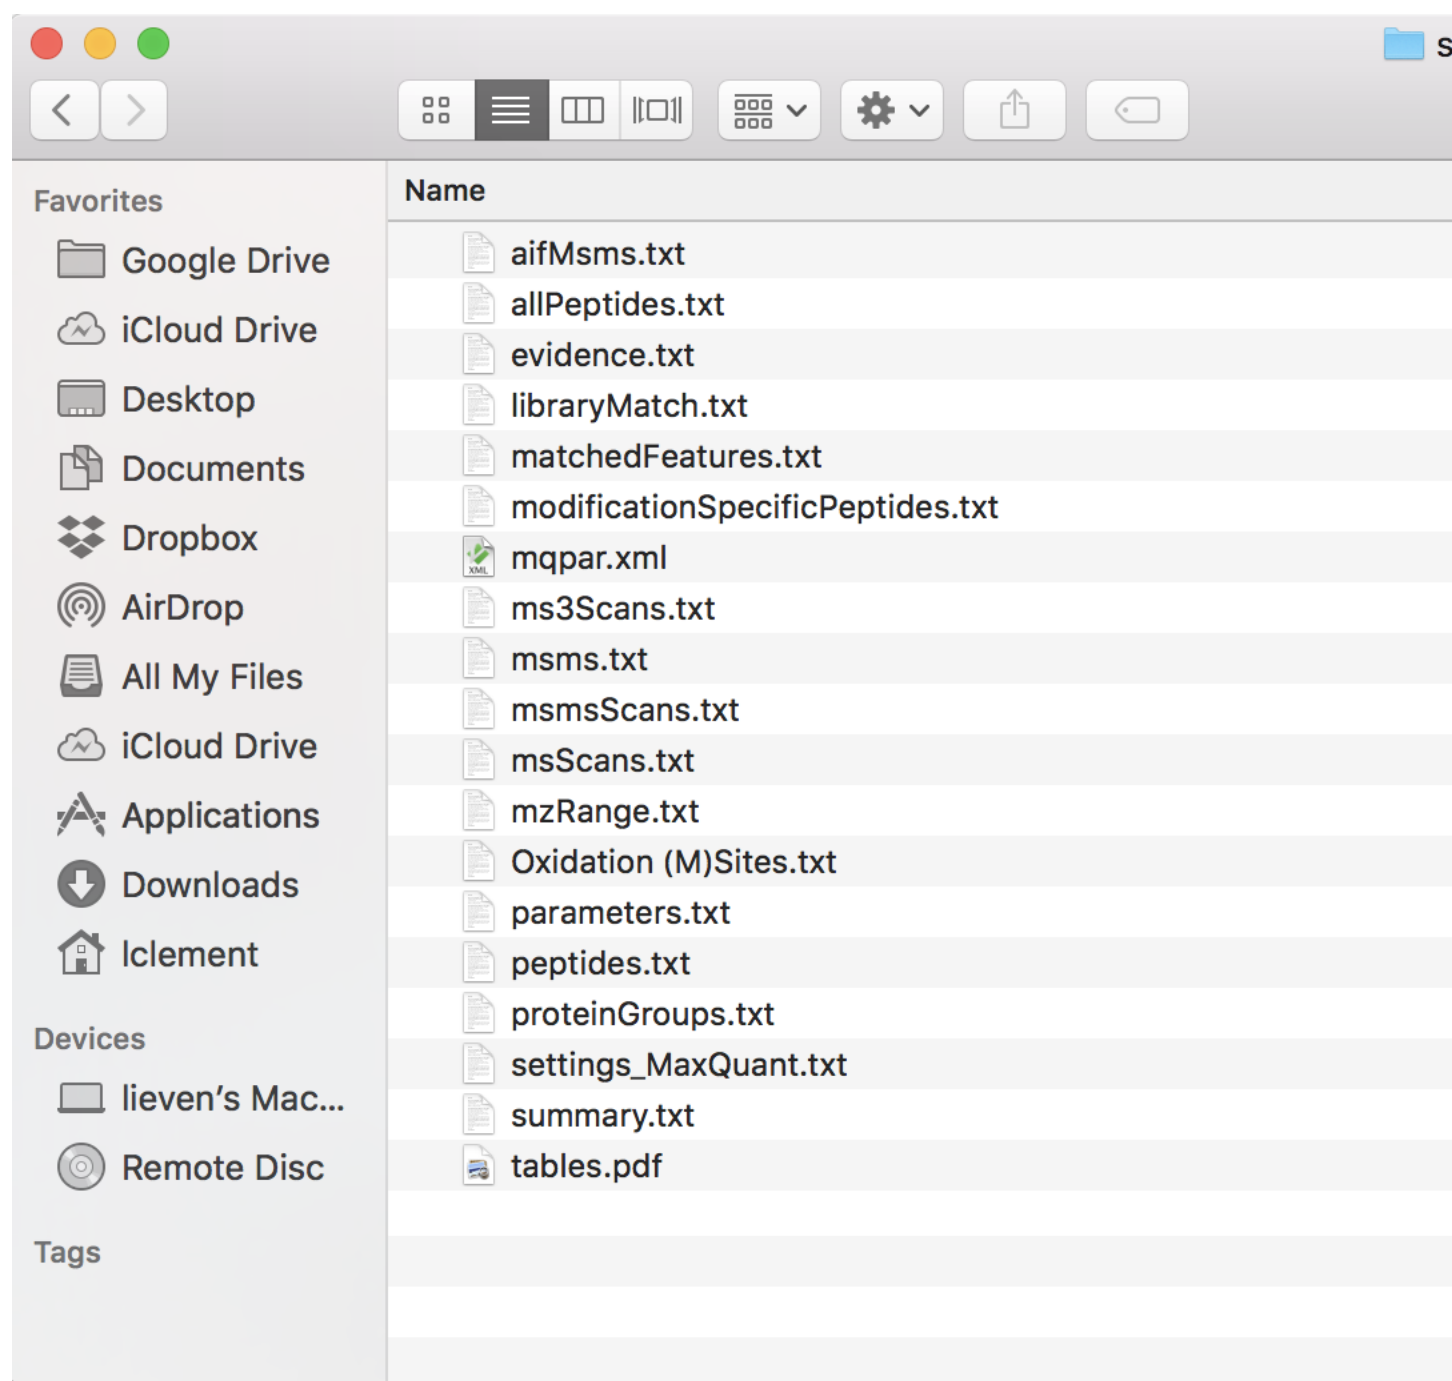 s
Favorites
Google Drive
iCloud Drive
Desktop
Documents
Dropbox
AirDrop
All My Files
iCloud Drive
Applications
Downloads
lclement
Devices
lieven’s Mac...
Remote Disc
Tags
Name
aifMsms.txt
allPeptides.txt
evidence.txt
libraryMatch.txt
matchedFeatures.txt
modificationSpecificPeptides.txt
XML
mqpar.xml
ms3Scans.txt
msms.txt
msmsScans.txt
msScans.txt
mzRange.txt
Oxidation (M)Sites.txt
parameters.txt
peptides.txt
proteinGroups.txt
settings_MaxQuant.txt
summary.txt
tables.pdf